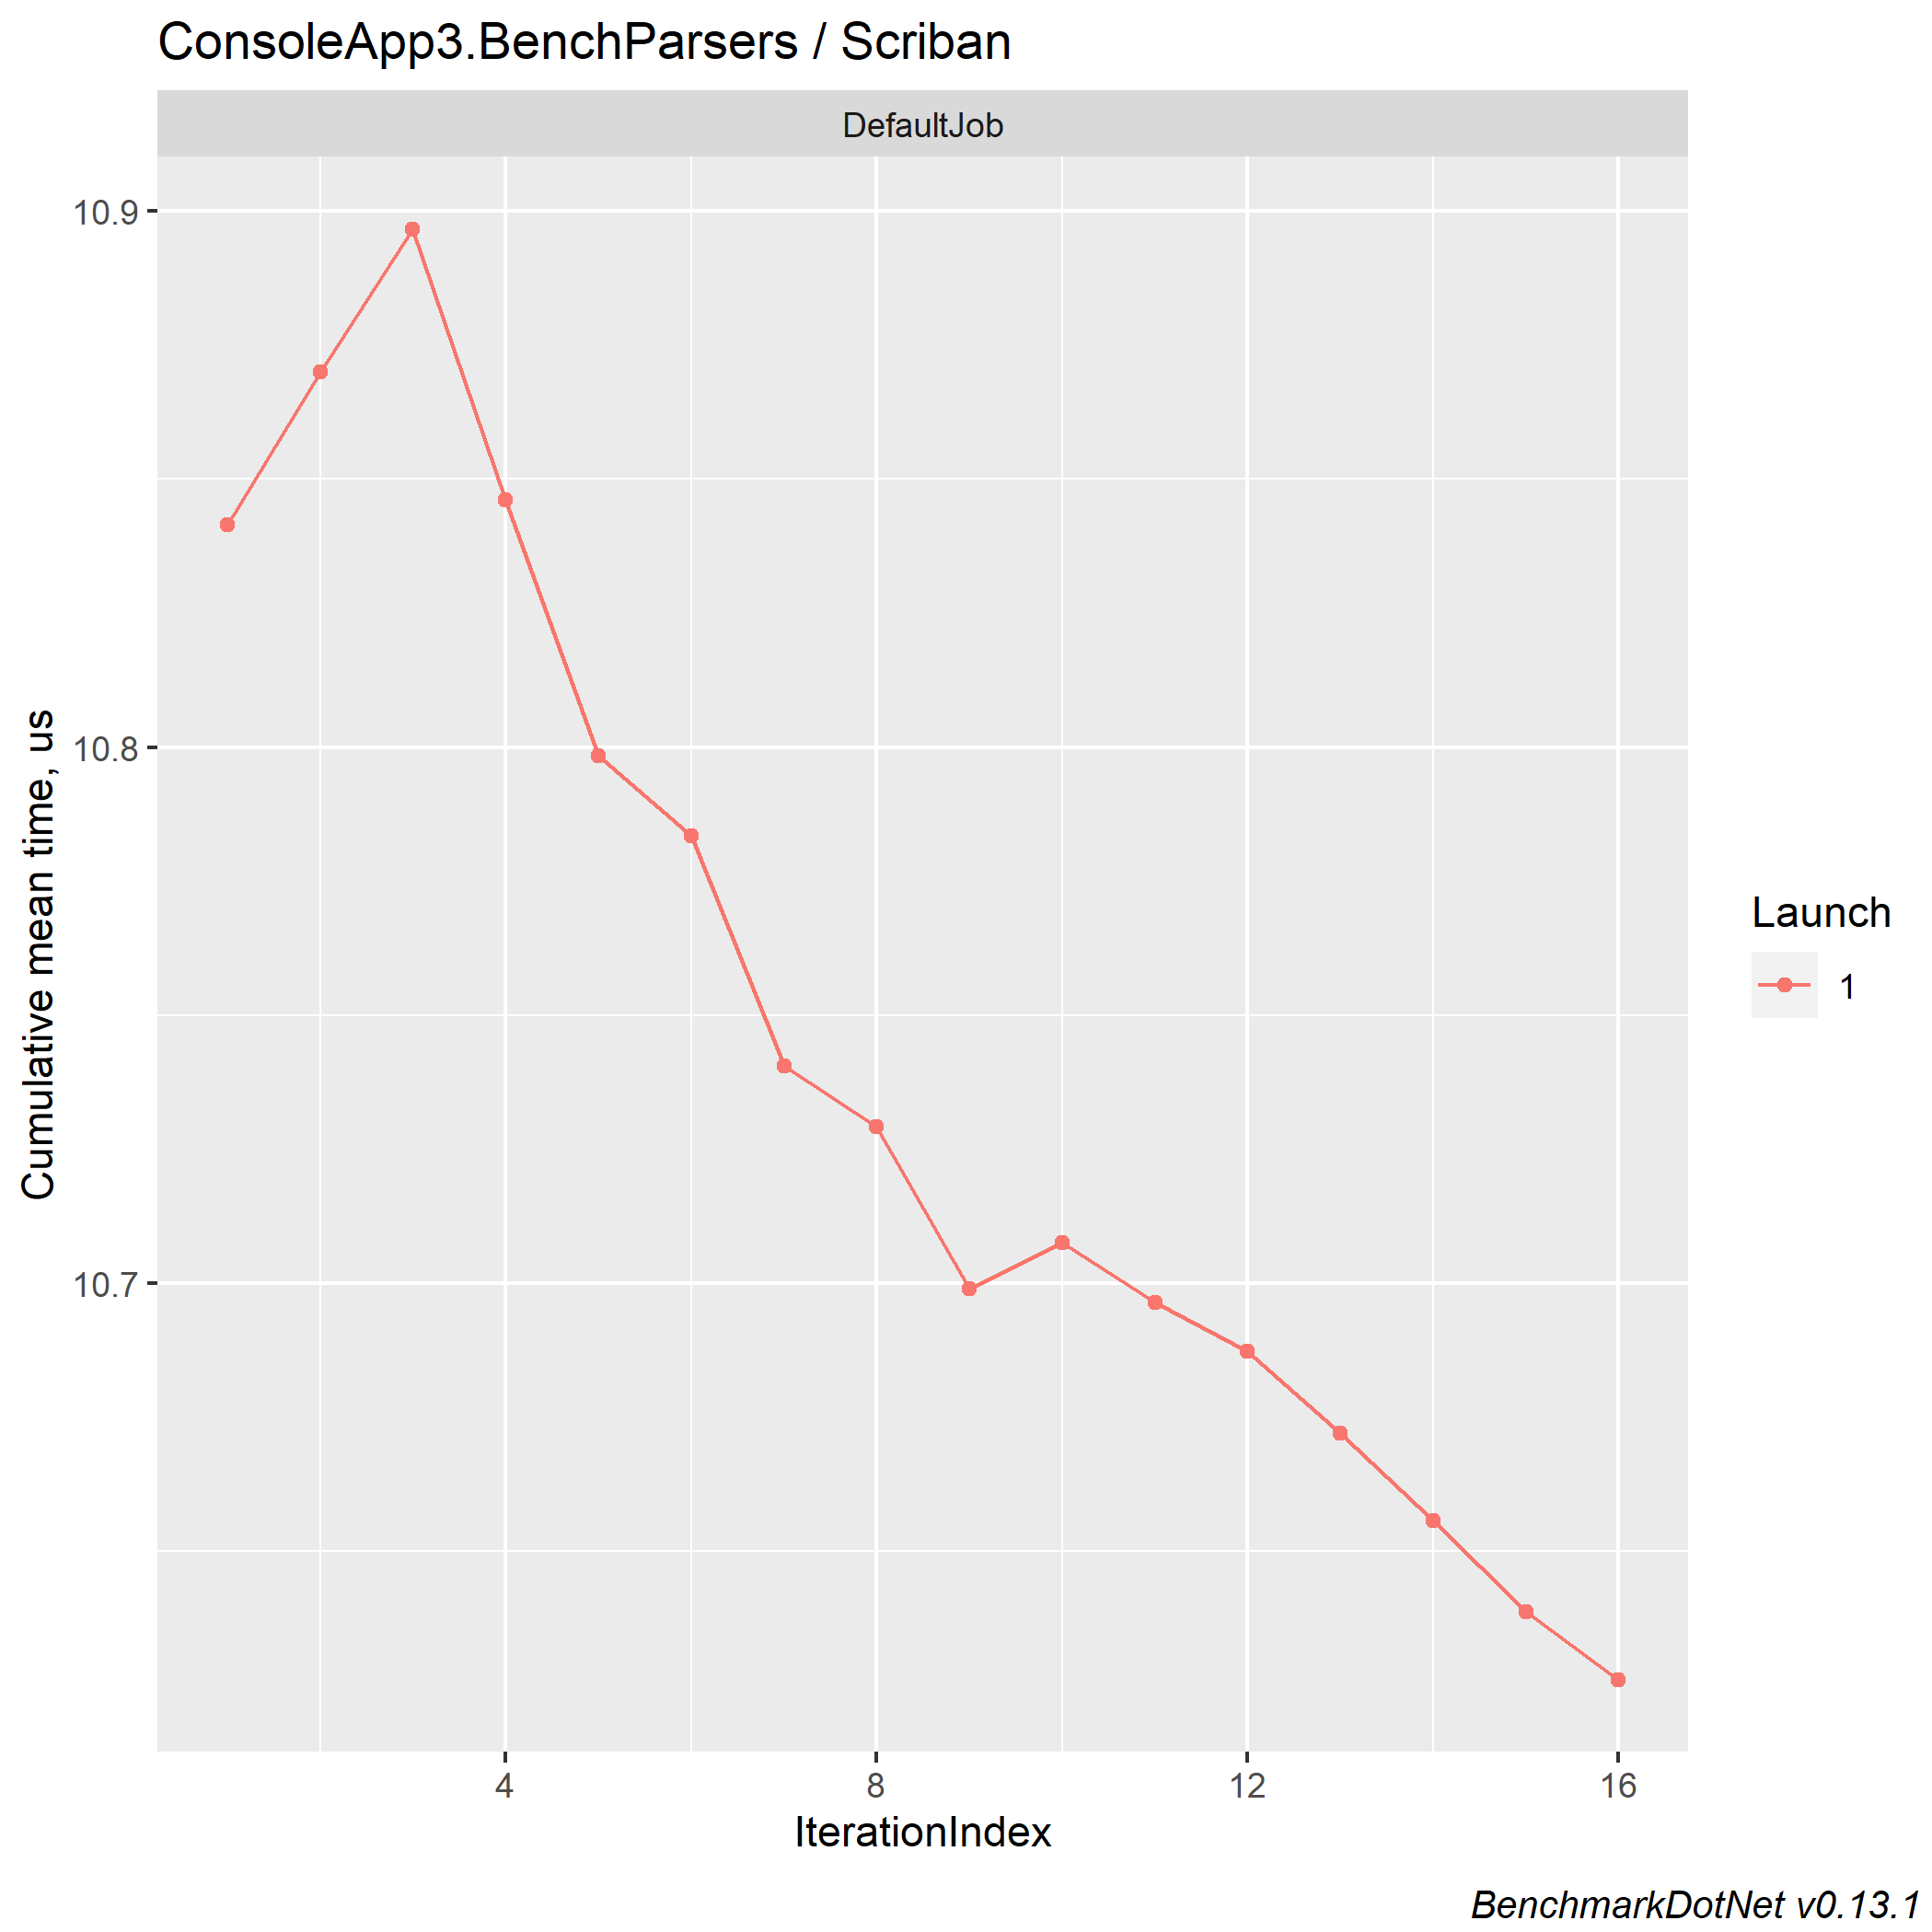 ConsoleApp3.BenchParsers / Scriban
DefaultJob
10.9
10.8
10.7
Cumulative mean time, us
4
8
12
16
IterationIndex
Launch
1
BenchmarkDotNet v0.13.1